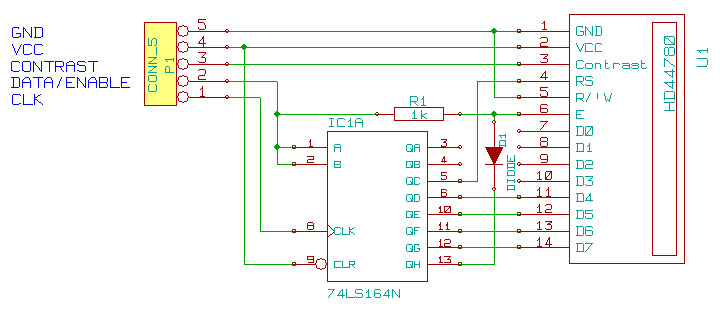 GND
VCC
CONTRAST
DATA/ENABLE
CLK
CONN_5
P1
5
4
3
2
1
R1
1k
IC1A
1 A
2 B
8 CLK
9 CLR
QA 3
QB 4
QC 5
QD 6
QE 10
QF 11
QG 12
QH 13
74LS164N
D1
DIODE
1 GND
2 VCC
3 Contrast
4 RS
5 R/!W
6 E
7 D0
8 D1
9 D2
10 D3
11 D4
12 D5
13 D6
14 D7
HD44780
U1